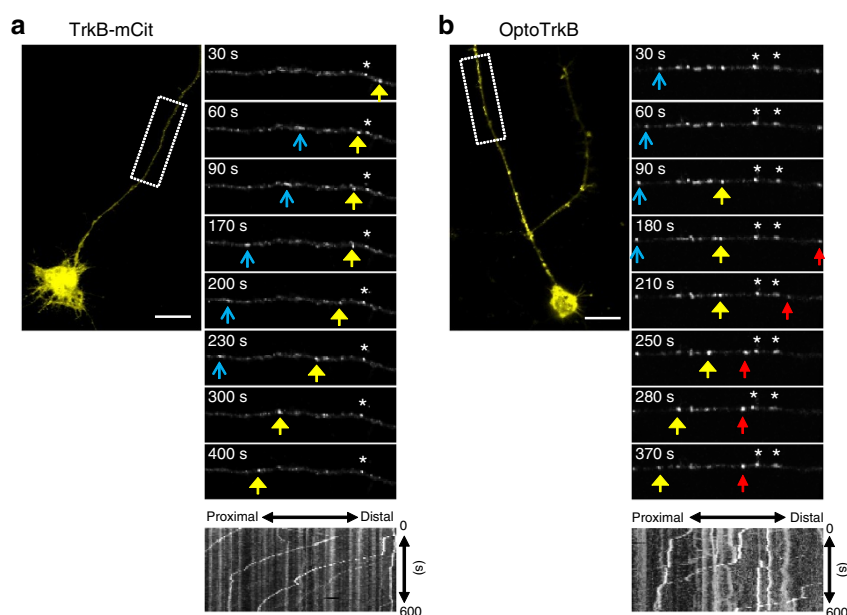 a TrkB-mCit
30 s
*
60 s
*
90 s
*
170 s
*
200 s
*
230 s
*
300 s
*
400 s
*
Proximal Distal
0
(s)
600
b OptoTrkB
30 s
* *
60 s
* *
90 s
* *
180 s
* *
210 s
* *
250 s
* *
280 s
* *
370 s
* *
Proximal Distal
0
(s)
600